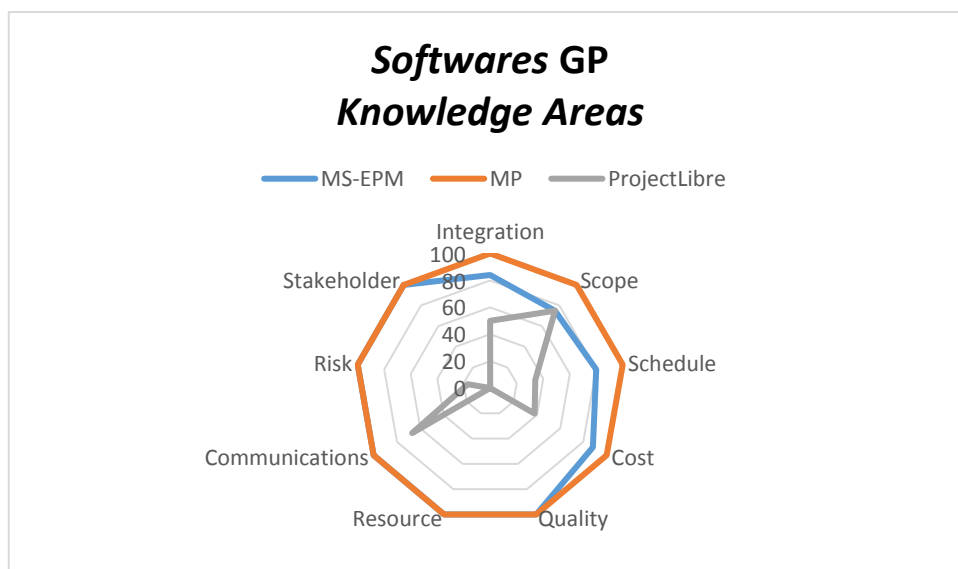 Softwares GP
Knowledge Areas
MS-EPM MP ProjectLibre
Integration
100
80
60
40
20
0
Scope
Schedule
Cost
Quality
Resource
Communications
Risk
Stakeholder